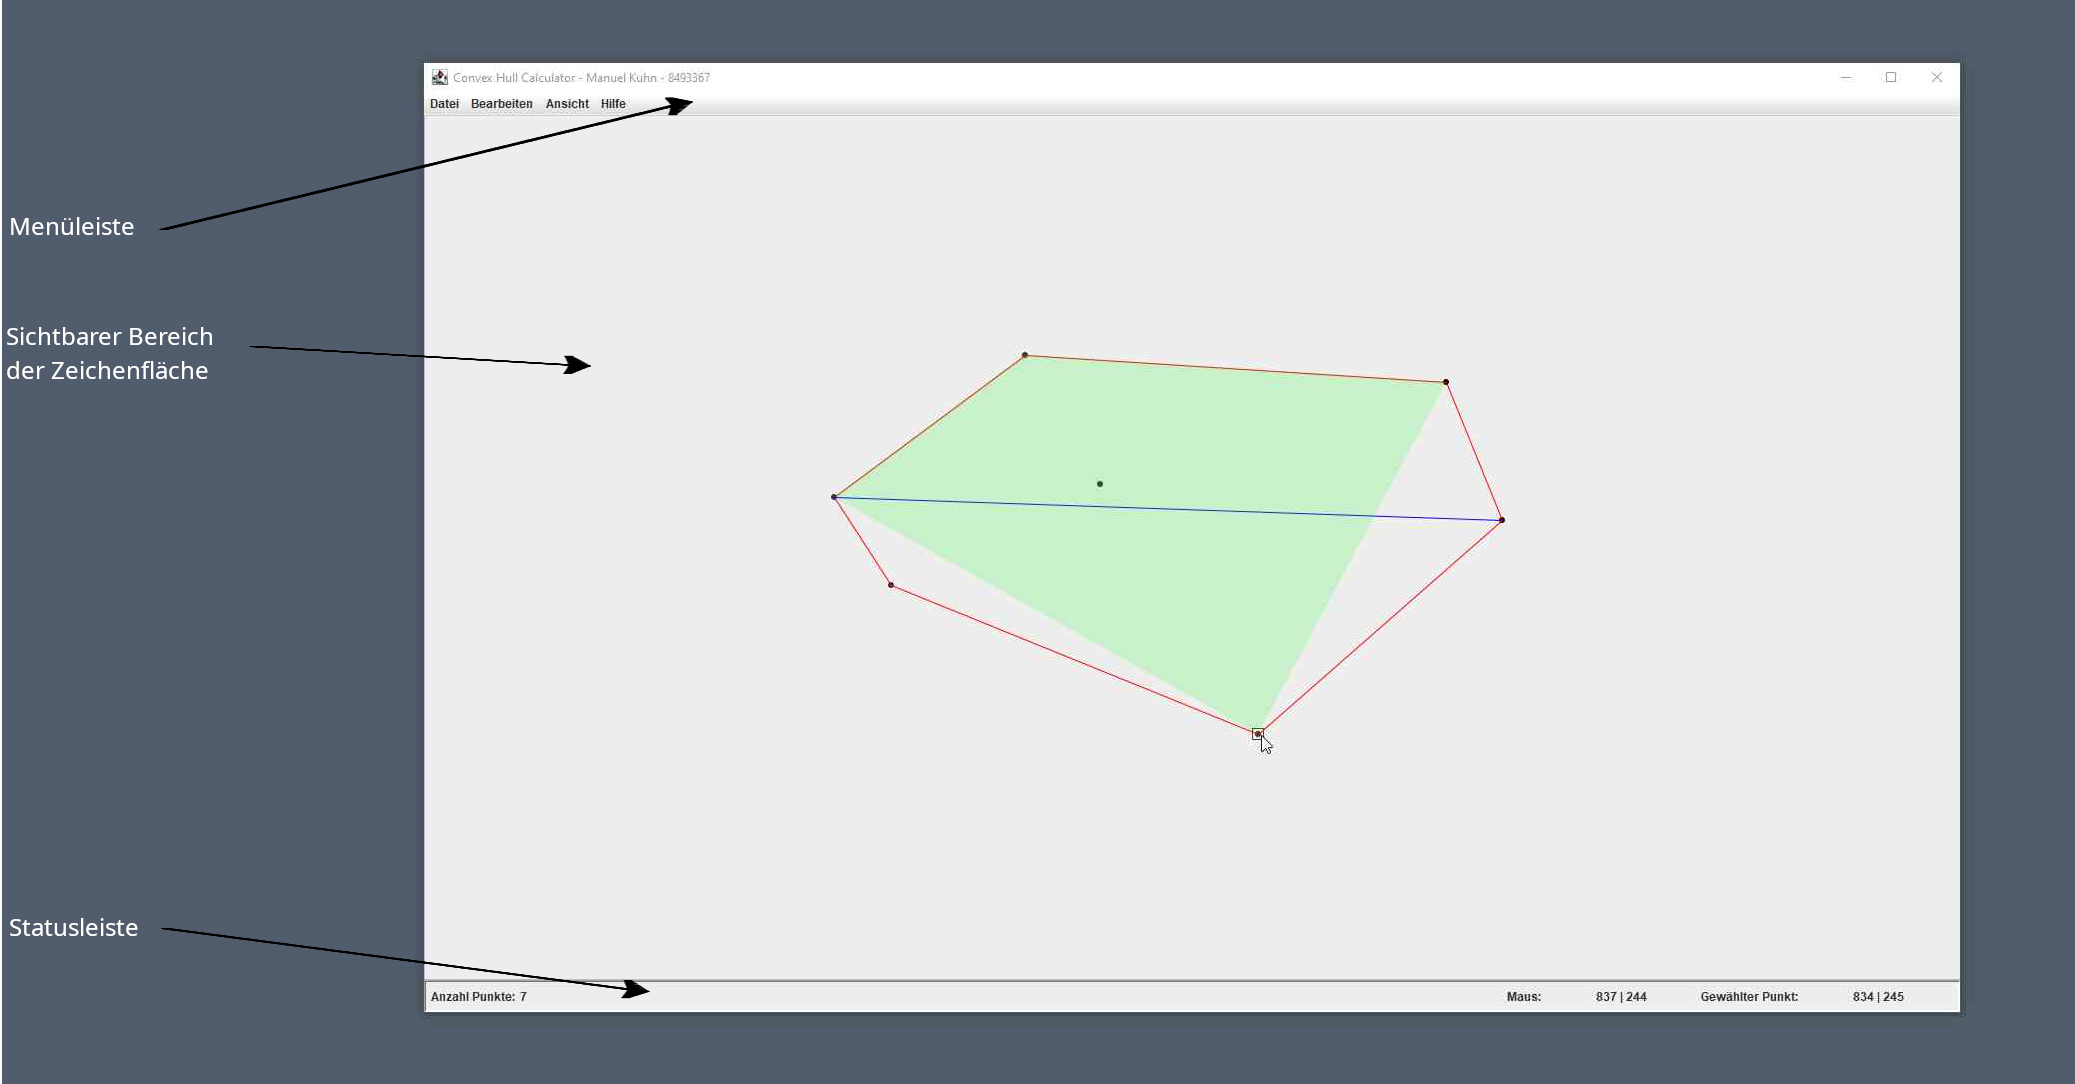 Convex Hull Calculator - Manuel Kuhn - 8493367
Datei Bearbeiten Ansicht Hilfe
Menüleiste
Sichtbarer Bereich
der Zeichenfläche
Statusleiste
Anzahl Punkte: 7 Maus: 837 | 244 Gewählter Punkt: 834 | 245